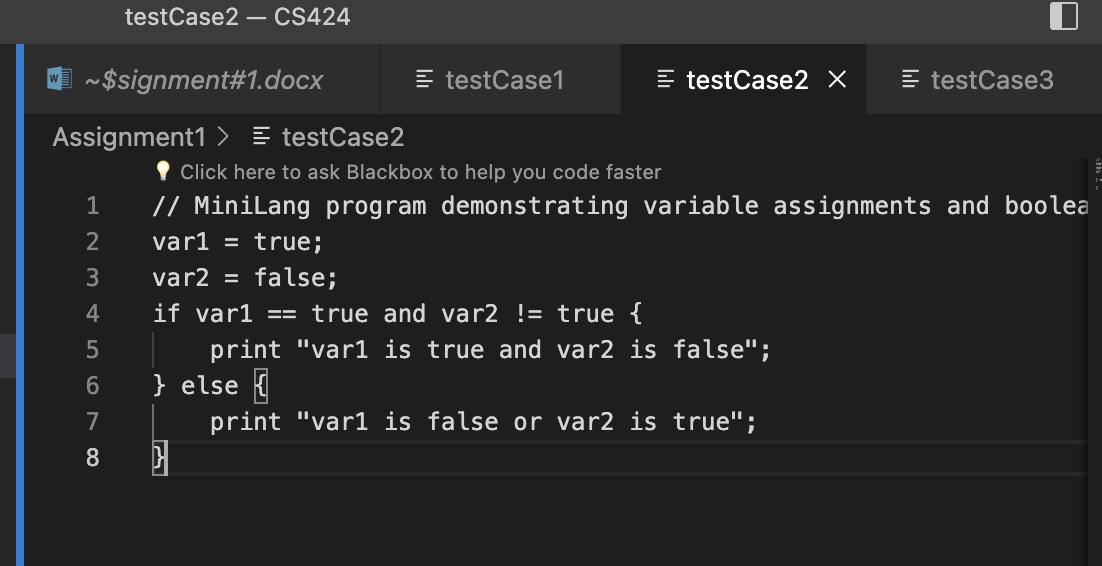 testCase2 — CS424
~$signment#1.docx testCase1 testCase2 testCase3
Assignment1 > testCase2
Click here to ask Blackbox to help you code faster
1 // MiniLang program demonstrating variable assignments and boolea
2 var1 = true;
3 var2 = false;
4 if var1 == true and var2 != true {
5 print "var1 is true and var2 is false";
6 } else {
7 print "var1 is false or var2 is true";
8 }